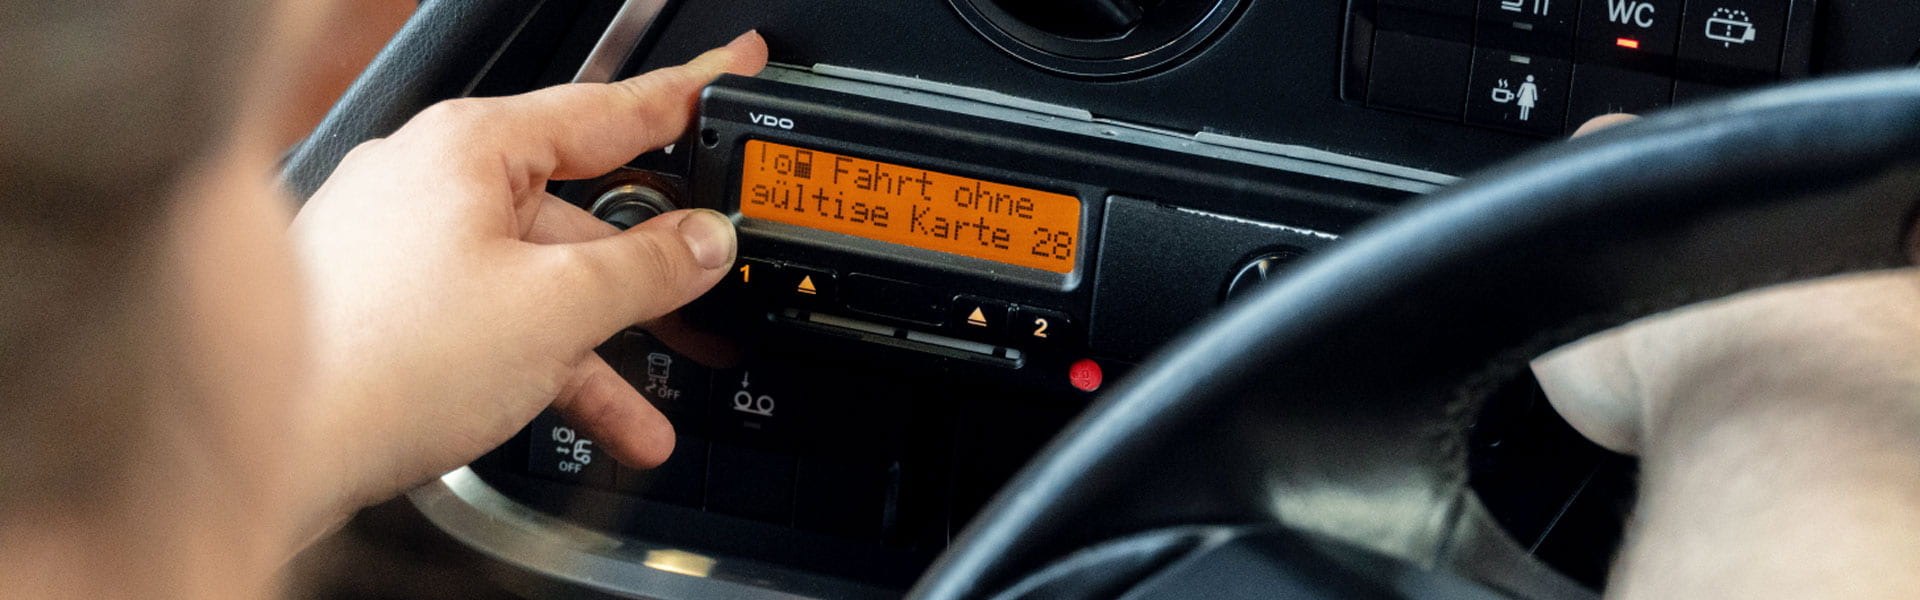 WC
VDO
! Fahrt ohne
gültige Karte 28
1
2
OFF
OFF